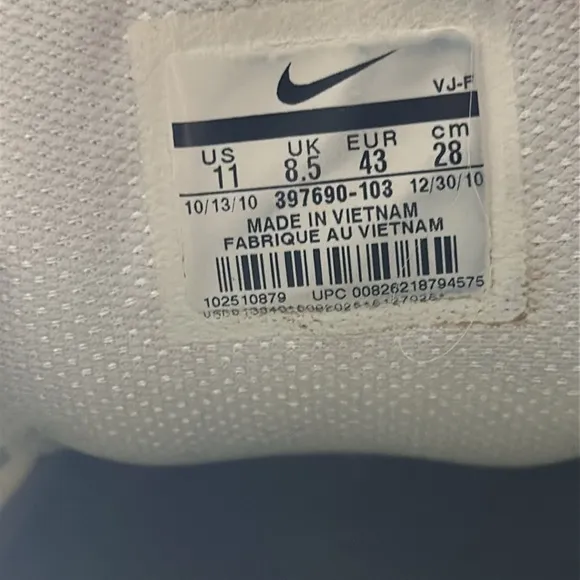 VJ-F
US UK EUR cm
11 8.5 43 28
10/13/10 397690-103 12/30/10
MADE IN VIETNAM
FABRIQUE AU VIETNAM
102510879 UPC 00826218794575